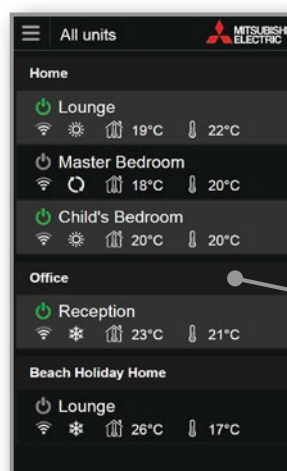 All units
MITSUBISHI
ELECTRIC
Home
Lounge
19°C 22°C
Master Bedroom
18°C 20°C
Child's Bedroom
20°C 20°C
Office
Reception
23°C 21°C
Beach Holiday Home
Lounge
26°C 17°C